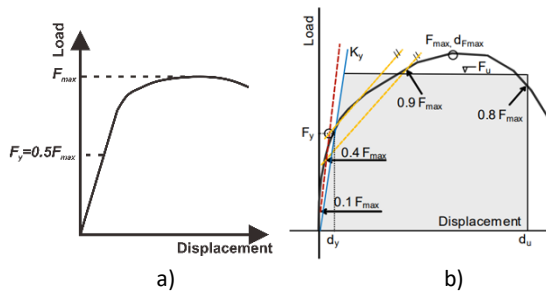 Load
Fmax
Fy=0.5Fmax
Displacement
a)
Load
Ky
Fmax, dFmax
Fu
0.9 Fmax
0.8 Fmax
Fy
0.4 Fmax
0.1 Fmax
Displacement
dy
du
b)